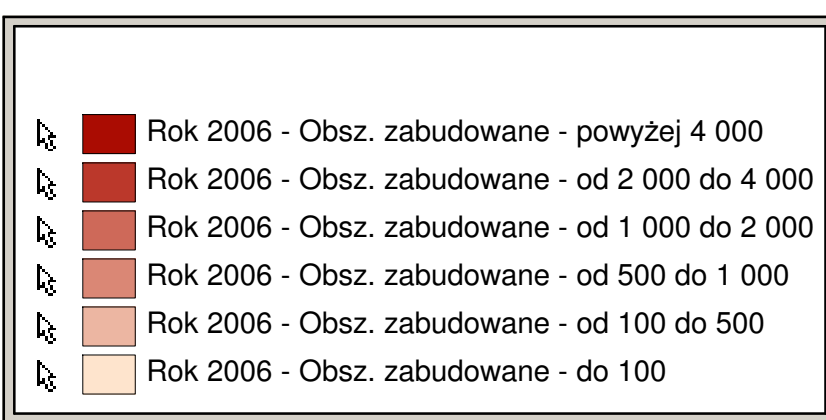 Rok 2006 - Obsz. zabudowane - powyżej 4 000
Rok 2006 - Obsz. zabudowane - od 2 000 do 4 000
Rok 2006 - Obsz. zabudowane - od 1 000 do 2 000
Rok 2006 - Obsz. zabudowane - od 500 do 1 000
Rok 2006 - Obsz. zabudowane - od 100 do 500
Rok 2006 - Obsz. zabudowane - do 100